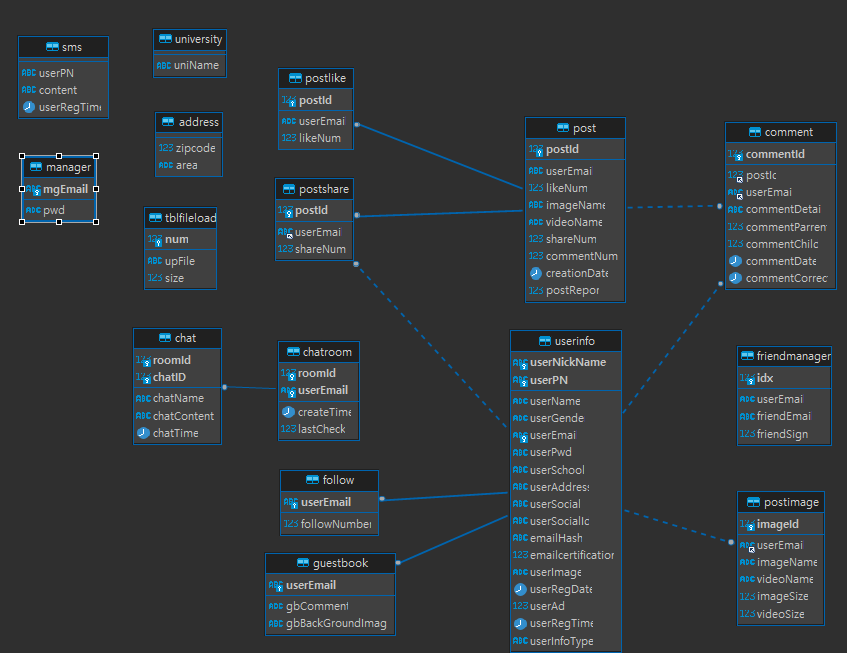 sms
userPN
content
userRegTime
university
uniName
address
zipcode
area
manager
mgEmail
pwd
tblfileload
num
upFile
size
postlike
postId
userEmai
likeNum
postshare
postId
userEmai
shareNum
post
postId
userEmai
likeNum
imageName
videoName
shareNum
commentNum
creationDate
postRepor
comment
commentId
postIc
userEmai
commentDetai
commentParren
commentChilc
commentDate
commentCorrec
chat
roomId
chatID
chatName
chatContent
chatTime
chatroom
roomId
userEmail
createTime
lastCheck
userinfo
userNickName
userPN
userName
userGende
userEmai
userPwd
userSchool
userAddress
userSocial
userSocialIc
emailHash
emailcertification
userImage
userRegDate
userAd
userRegTime
userInfoType
friendmanager
idx
userEmai
friendEmai
friendSign
follow
userEmail
followNumber
guestbook
userEmail
gbComment
gbBackGroundImag
postimage
imageId
userEmai
imageName
videoName
imageSize
videoSize